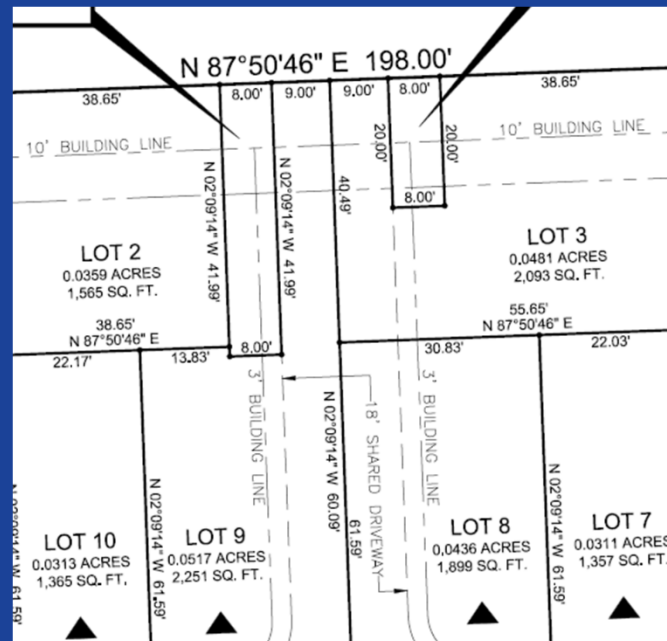 N 87°50'46" E 198.00'
38.65'
8.00'
9.00'
9.00'
8.00'
38.65'
10' BUILDING LINE
10' BUILDING LINE
20.00'
20.00'
N 02°09'14" W 41.99'
N 02°09'14" W 41.99'
40.49'
8.00'
LOT 2
0.0359 ACRES
1,565 SQ. FT.
LOT 3
0.0481 ACRES
2,093 SQ. FT.
38.65'
N 87°50'46" E
55.65'
N 87°50'46" E
22.17'
13.83'
8.00'
30.83'
22.03'
3' BUILDING LINE
18' SHARED DRIVEWAY
3' BUILDING LINE
N 02°09'14" W 61.59'
N 02°09'14" W 61.59'
N 02°09'14" W 60.09'
61.59'
N 02°09'14" W 61.59'
LOT 10
0.0313 ACRES
1,365 SQ. FT.
LOT 9
0.0517 ACRES
2,251 SQ. FT.
LOT 8
0.0436 ACRES
1,899 SQ. FT.
LOT 7
0.0311 ACRES
1,357 SQ. FT.